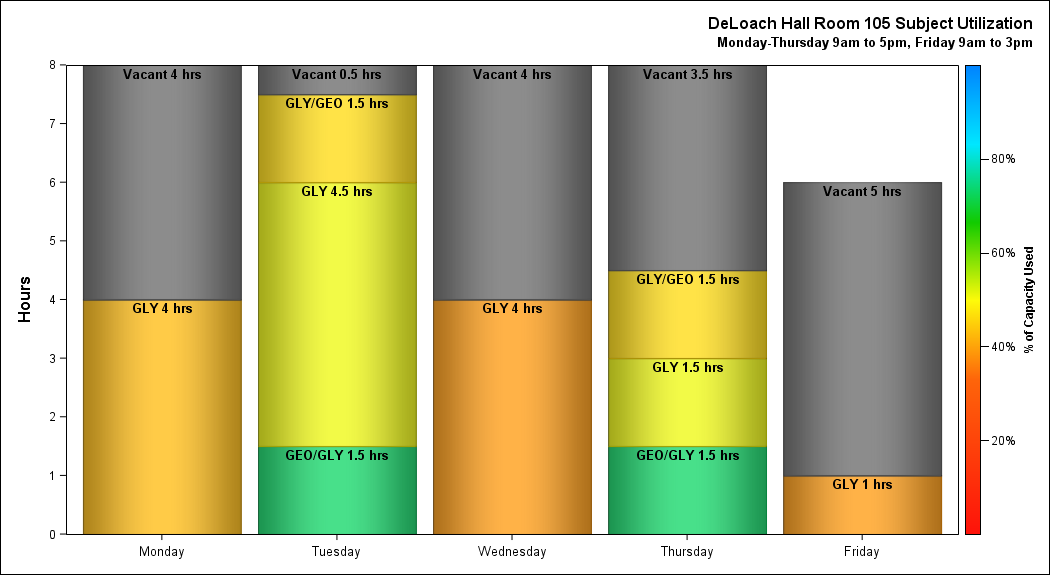 DeLoach Hall Room 105 Subject Utilization
Monday-Thursday 9am to 5pm, Friday 9am to 3pm
Hours
8
7
6
5
4
3
2
1
0
Vacant 4 hrs
GLY 4 hrs
Vacant 0.5 hrs
GLY/GEO 1.5 hrs
GLY 4.5 hrs
GEO/GLY 1.5 hrs
Vacant 4 hrs
GLY 4 hrs
Vacant 3.5 hrs
GLY/GEO 1.5 hrs
GLY 1.5 hrs
GEO/GLY 1.5 hrs
Vacant 5 hrs
GLY 1 hrs
Monday
Tuesday
Wednesday
Thursday
Friday
80%
60%
40%
20%
% of Capacity Used